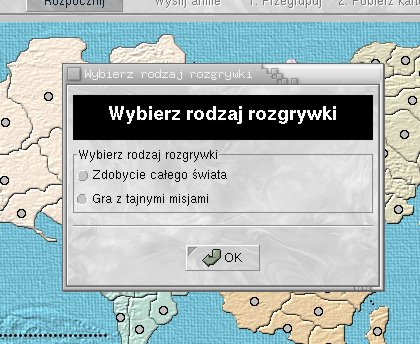 Rozpocznij Wyślij armie 1. Przegrupuj 2. Pobierz
Wybierz rodzaj rozgrywki
Wybierz rodzaj rozgrywki
Wybierz rodzaj rozgrywki
Zdobycie całego świata
Gra z tajnymi misjami
OK